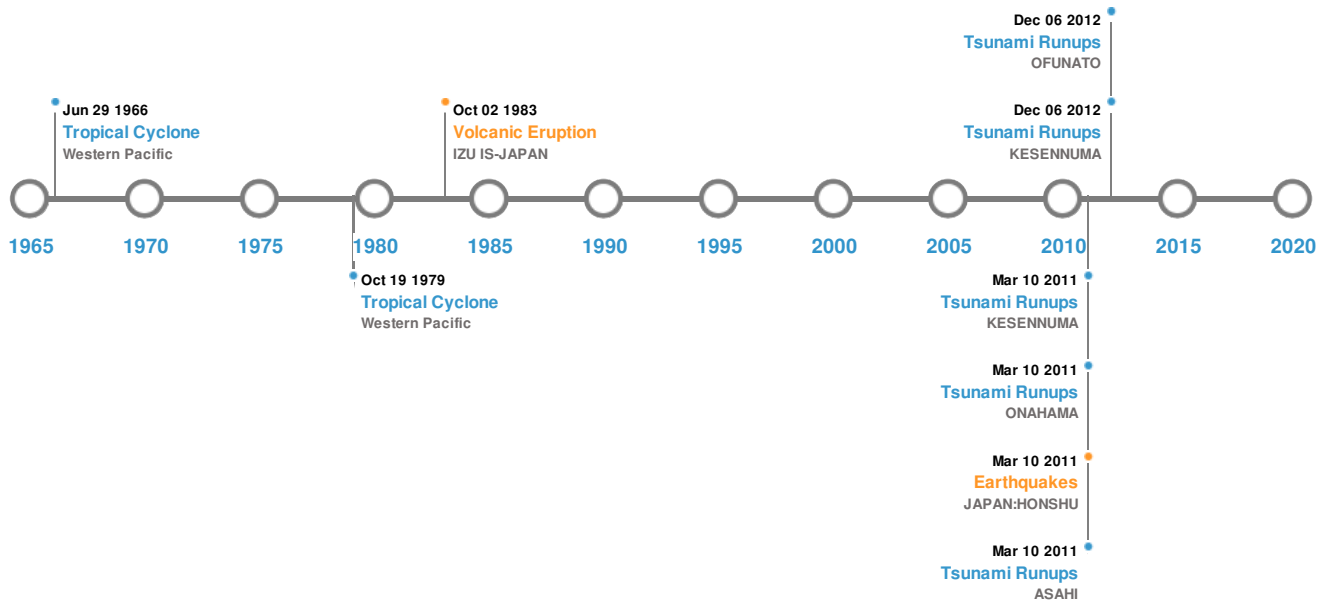 Dec 06 2012
Tsunami Runups
OFUNATO
Jun 29 1966
Tropical Cyclone
Western Pacific
Oct 02 1983
Volcanic Eruption
IZU IS-JAPAN
Dec 06 2012
Tsunami Runups
KESENNUMA
1965 1970 1975 1980 1985 1990 1995 2000 2005 2010 2015 2020
Oct 19 1979
Tropical Cyclone
Western Pacific
Mar 10 2011
Tsunami Runups
KESENNUMA
Mar 10 2011
Tsunami Runups
ONAHAMA
Mar 10 2011
Earthquakes
JAPAN:HONSHU
Mar 10 2011
Tsunami Runups
ASAHI